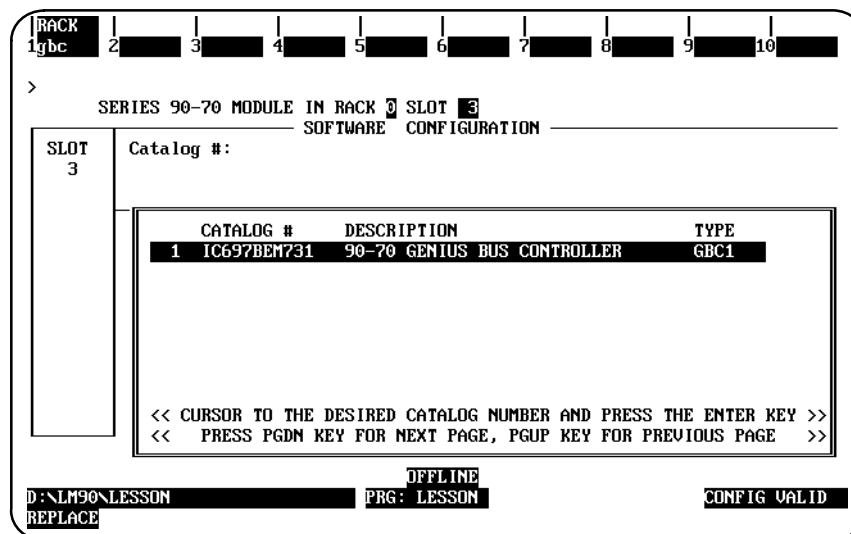 RACK
1gbc 2 3 4 5 6 7 8 9 10
>
SERIES 90-70 MODULE IN RACK 0 SLOT 3
SOFTWARE CONFIGURATION
SLOT
3
Catalog #:
CATALOG # DESCRIPTION TYPE
1 IC697BEM731 90-70 GENIUS BUS CONTROLLER GBC1
<< CURSOR TO THE DESIRED CATALOG NUMBER AND PRESS THE ENTER KEY >>
<< PRESS PGDN KEY FOR NEXT PAGE, PGUP KEY FOR PREVIOUS PAGE >>
OFFLINE
D:\LM90\LESSON PRG: LESSON CONFIG VALID
REPLACE